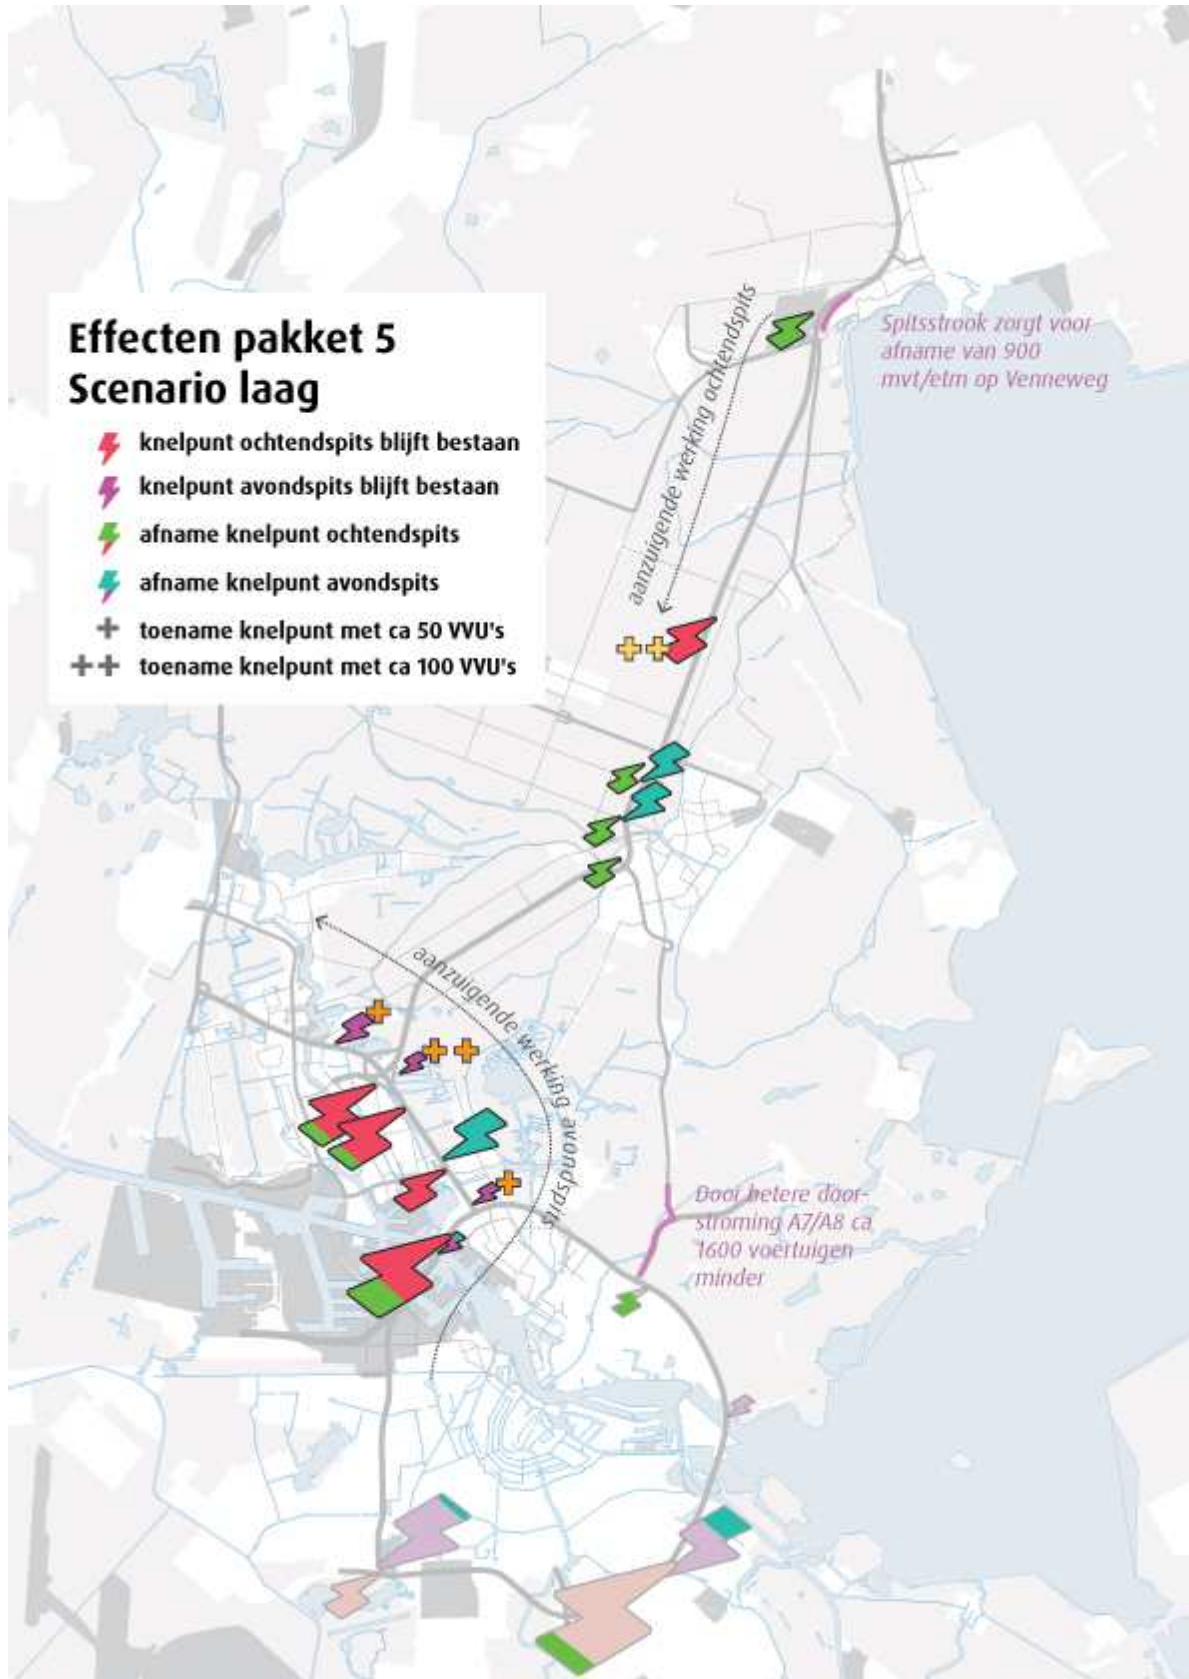 Effecten pakket 5
Scenario laag
knelpunt ochtendspits blijft bestaan
knelpunt avondspits blijft bestaan
afname knelpunt ochtendspits
afname knelpunt avondspits
toename knelpunt met ca 50 VVU's
toename knelpunt met ca 100 VVU's
aanzuigende werking ochtendspits
Spitsstrook zorgt voor
afname van 900
mvt/etm op Venneweg
aanzuigende werking avondspits
Dooi betere door-
stroming A7/A8 ca
1600 voertuigen
minder